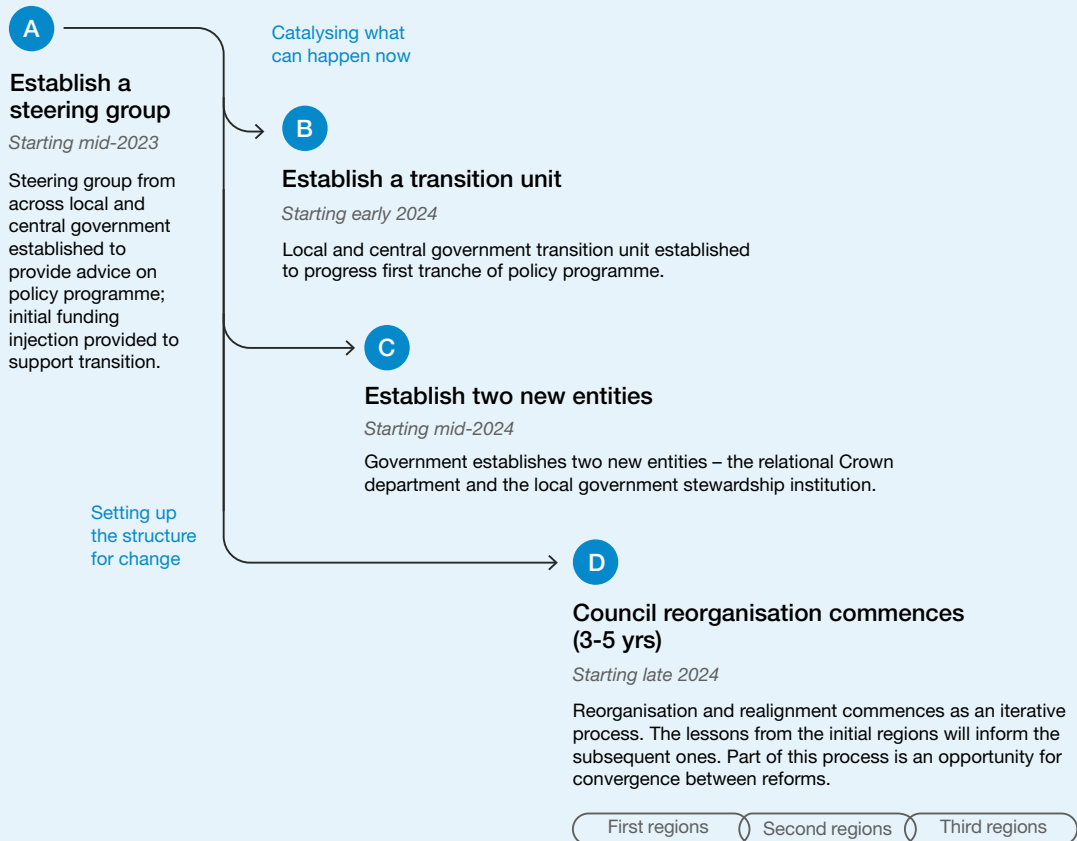 A
Establish a
steering group
Starting mid-2023
Steering group from
across local and
central government
established to
provide advice on
policy programme;
initial funding
injection provided to
support transition.
Catalysing what
can happen now
B
Establish a transition unit
Starting early 2024
Local and central government transition unit established
to progress first tranche of policy programme.
C
Establish two new entities
Starting mid-2024
Government establishes two new entities – the relational Crown
department and the local government stewardship institution.
Setting up
the structure
for change
D
Council reorganisation commences
(3-5 yrs)
Starting late 2024
Reorganisation and realignment commences as an iterative
process. The lessons from the initial regions will inform the
subsequent ones. Part of this process is an opportunity for
convergence between reforms.
First regions
Second regions
Third regions